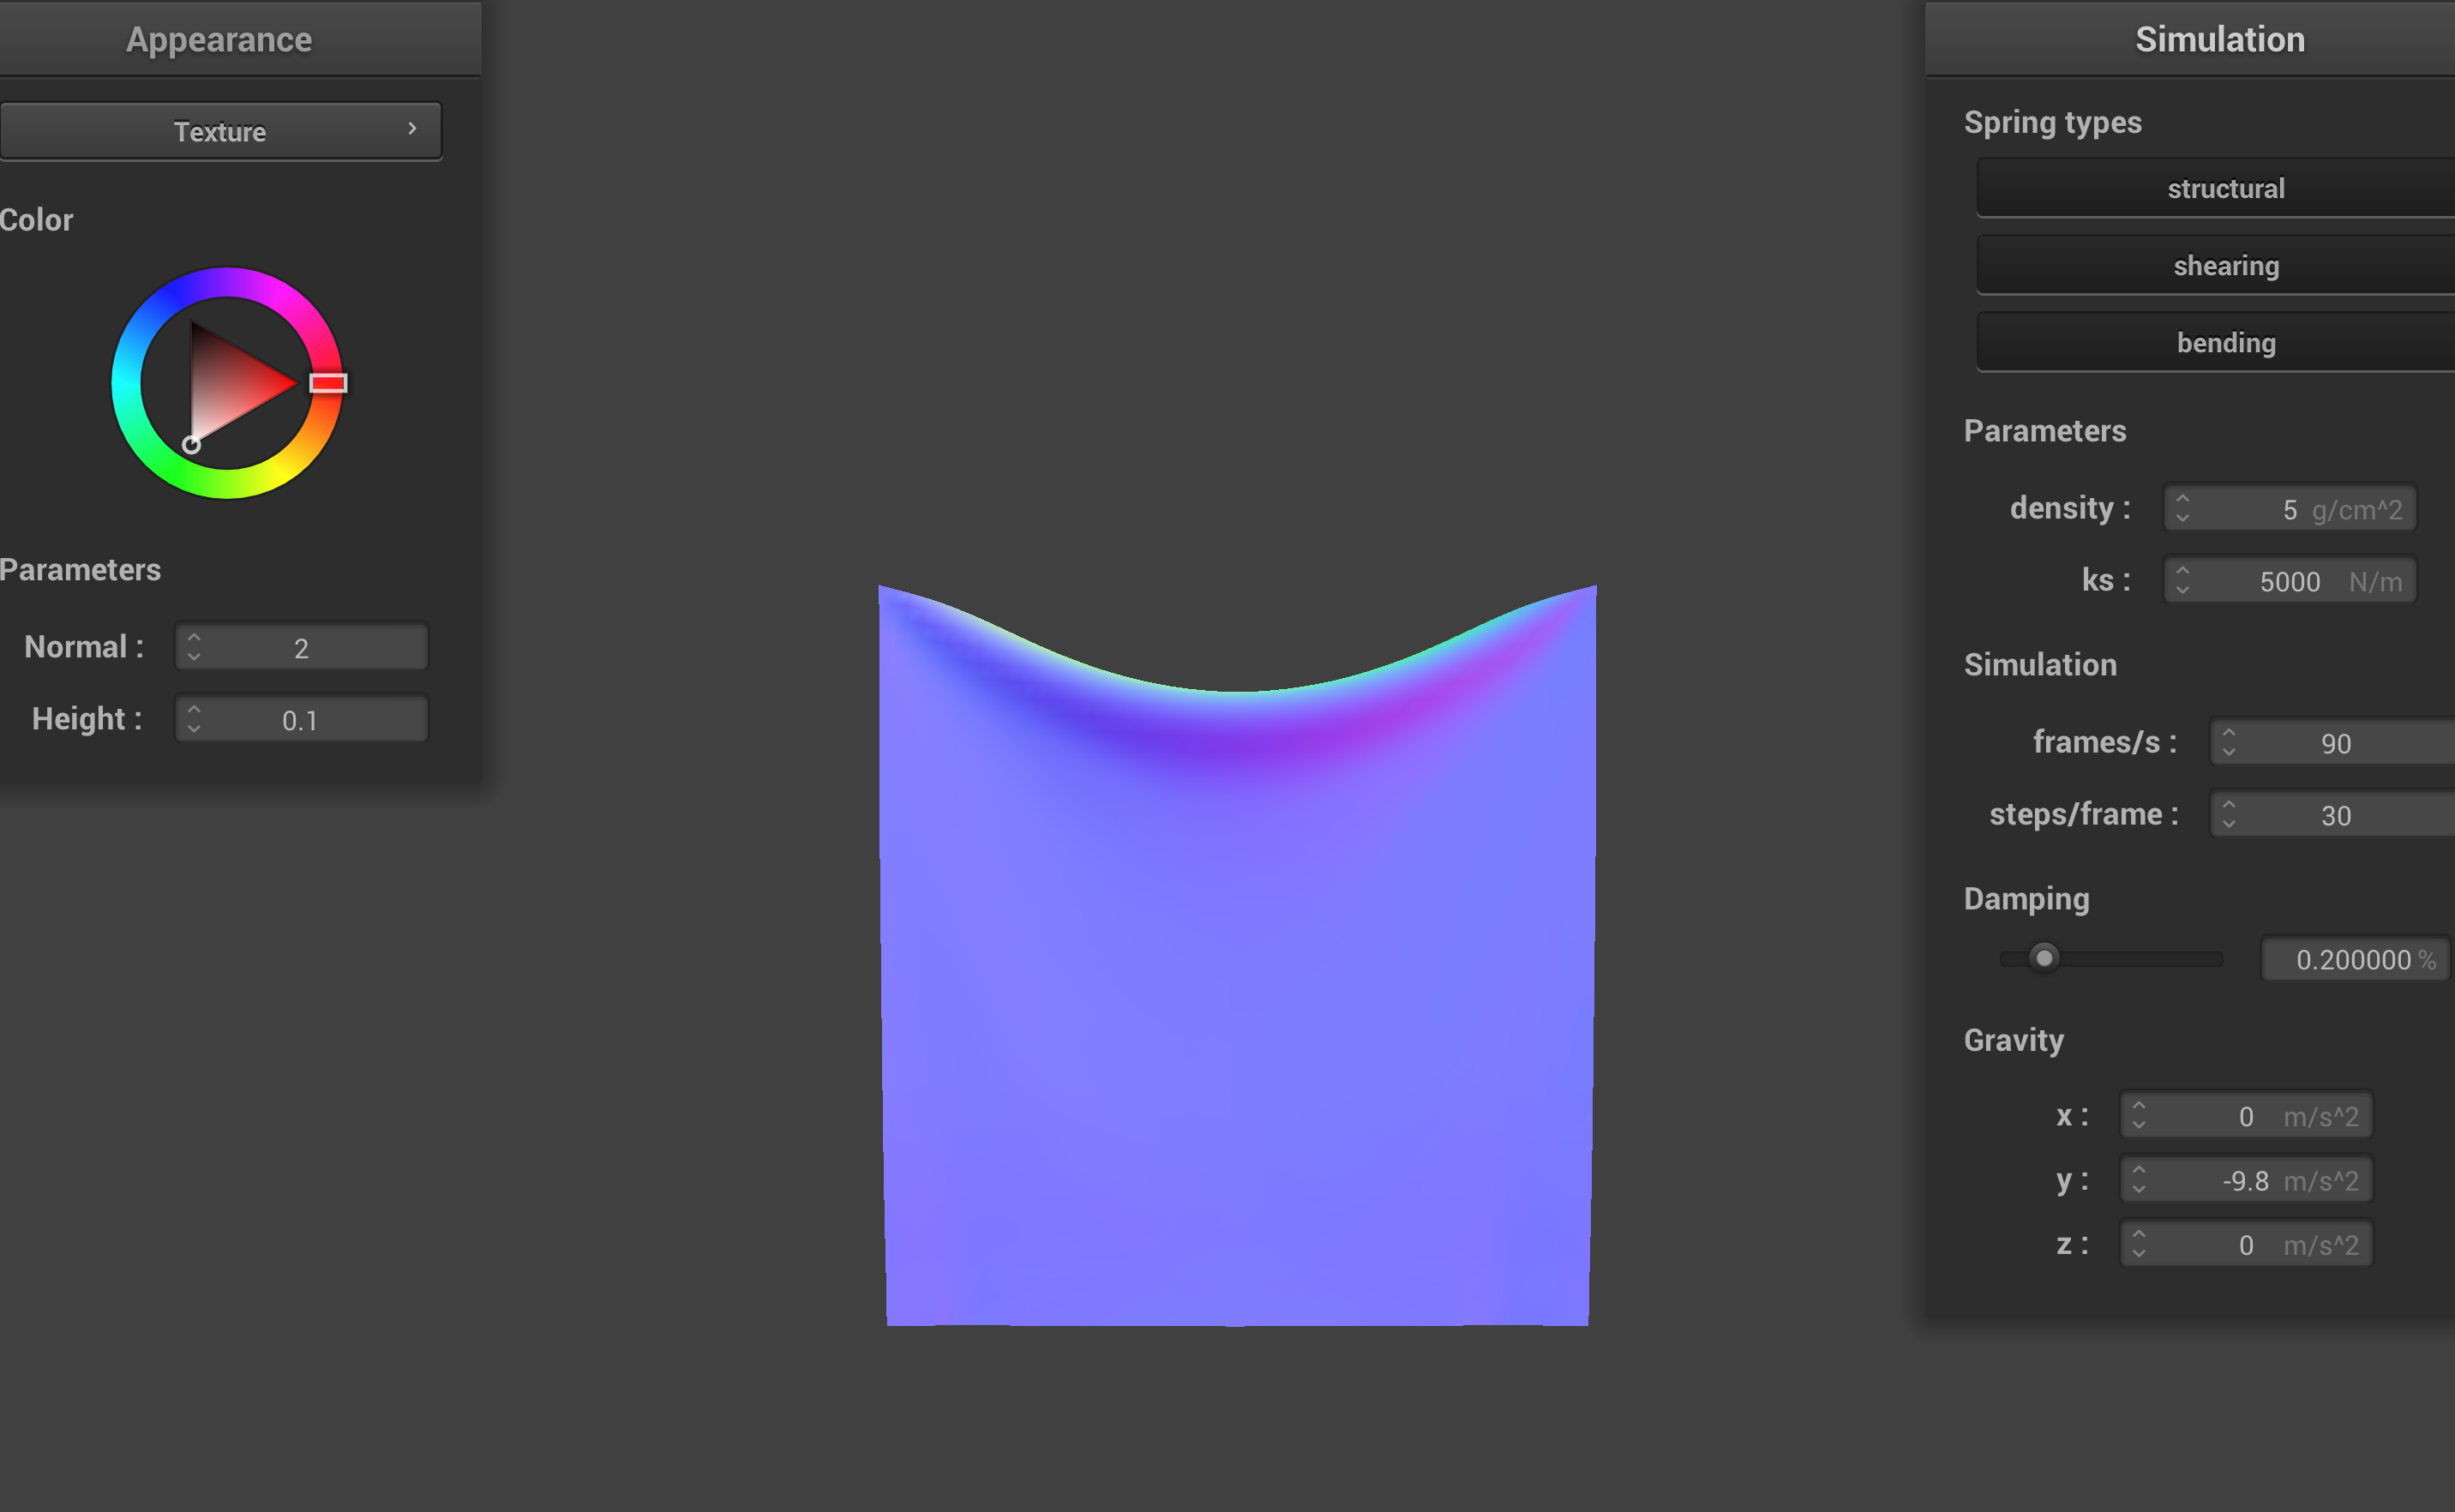 Appearance
Texture
Color
Parameters
Normal :
2
Height :
0.1
Simulation
Spring types
structural
shearing
bending
Parameters
density :
5 g/cm^2
ks :
5000 N/m
Simulation
frames/s :
90
steps/frame :
30
Damping
0.200000 %
Gravity
x :
0 m/s^2
y :
-9.8 m/s^2
z :
0 m/s^2